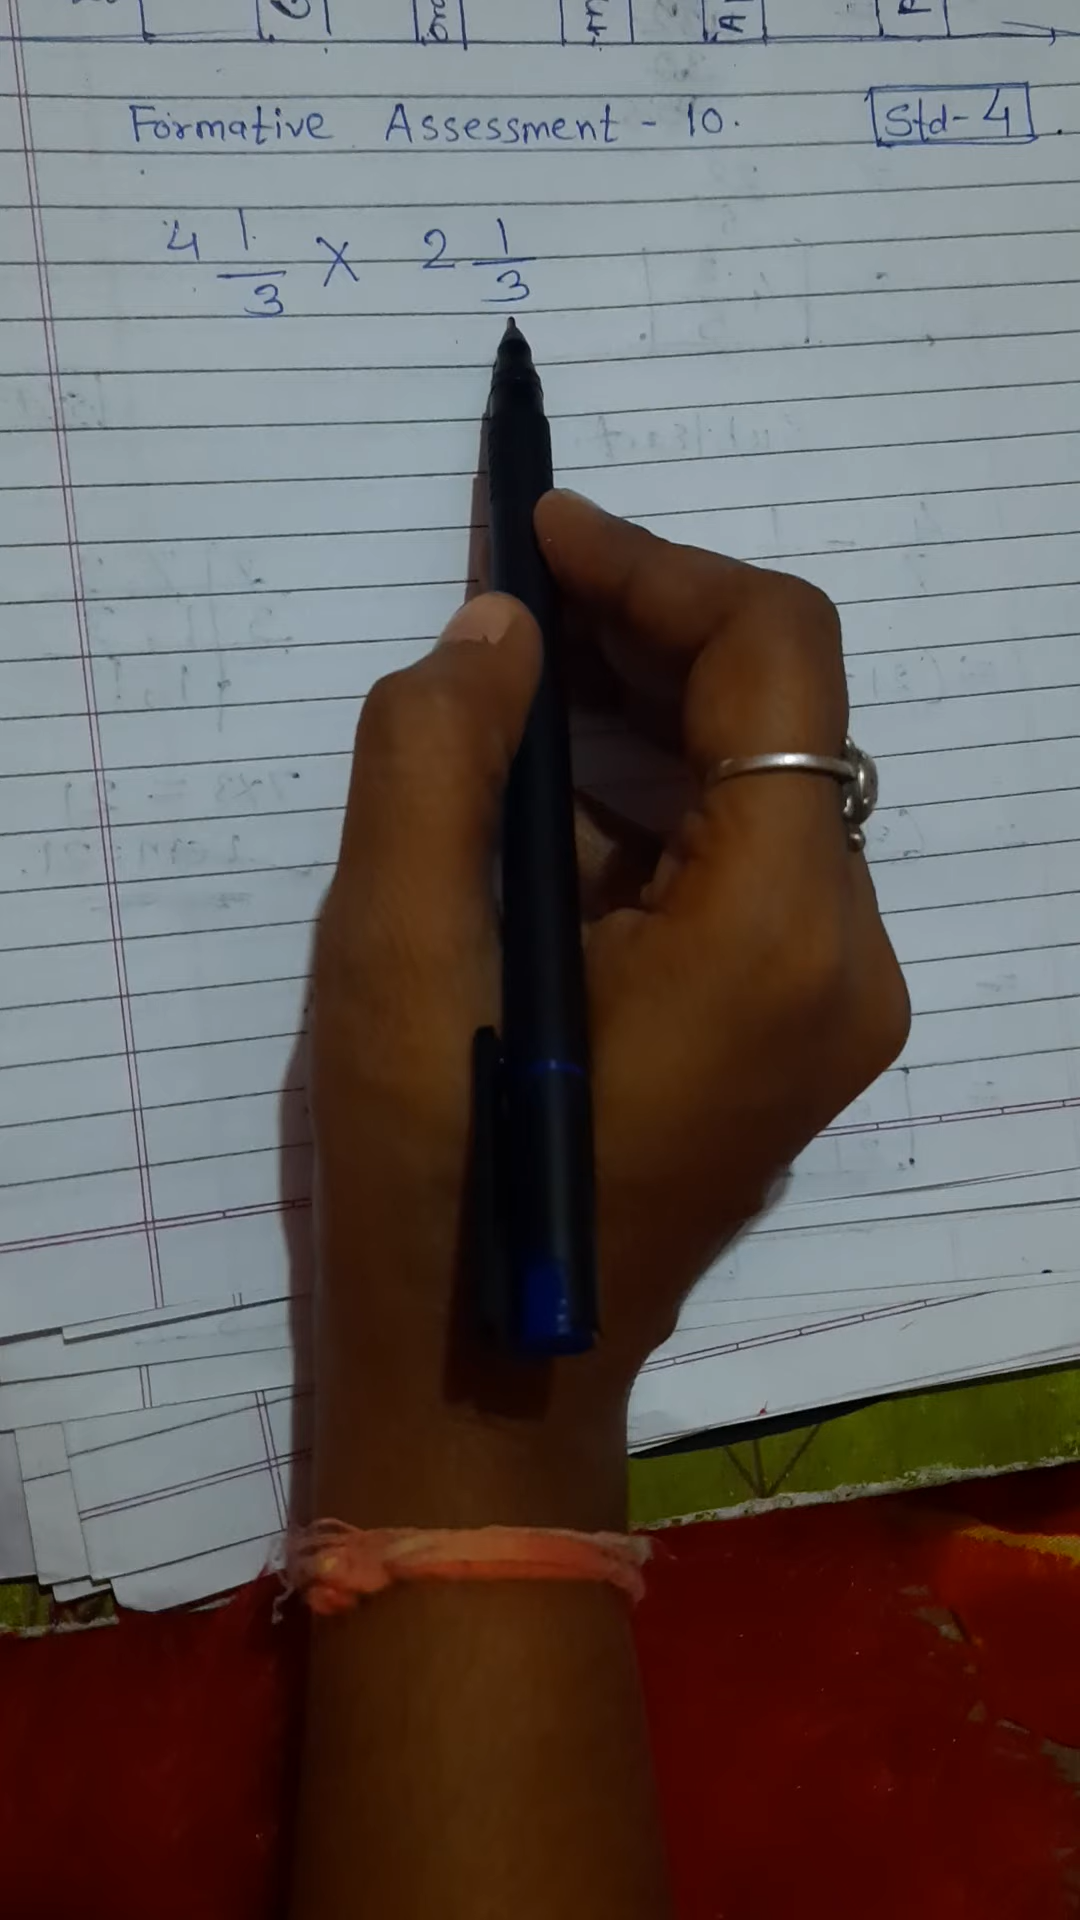 Formative Assessment - 10. Std-4
4 1/3 X 2 1/3